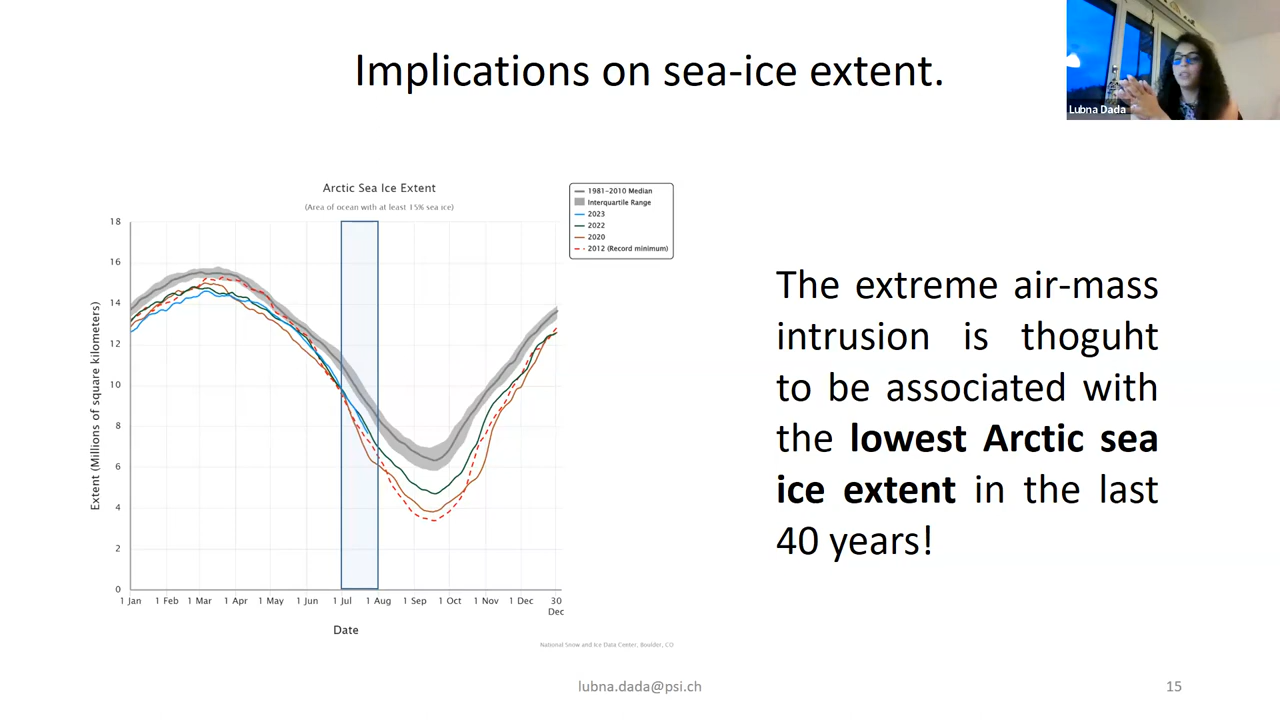 Implications on sea-ice extent.
Lubna Dada
Arctic Sea Ice Extent
(Area of ocean with at least 15% sea ice)
1981-2010 Median
Interquartile Range
2023
2022
2020
2012 (Record minimum)
18
16
14
12
10
8
6
4
2
0
Extent (Millions of square kilometers)
1 Jan 1 Feb 1 Mar 1 Apr 1 May 1 Jun 1 Jul 1 Aug 1 Sep 1 Oct 1 Nov 1 Dec 30
Dec
Date
National Snow and Ice Data Center, Boulder, CO
The extreme air-mass
intrusion is thoguht
to be associated with
the lowest Arctic sea
ice extent in the last
40 years!
lubna.dada@psi.ch
15